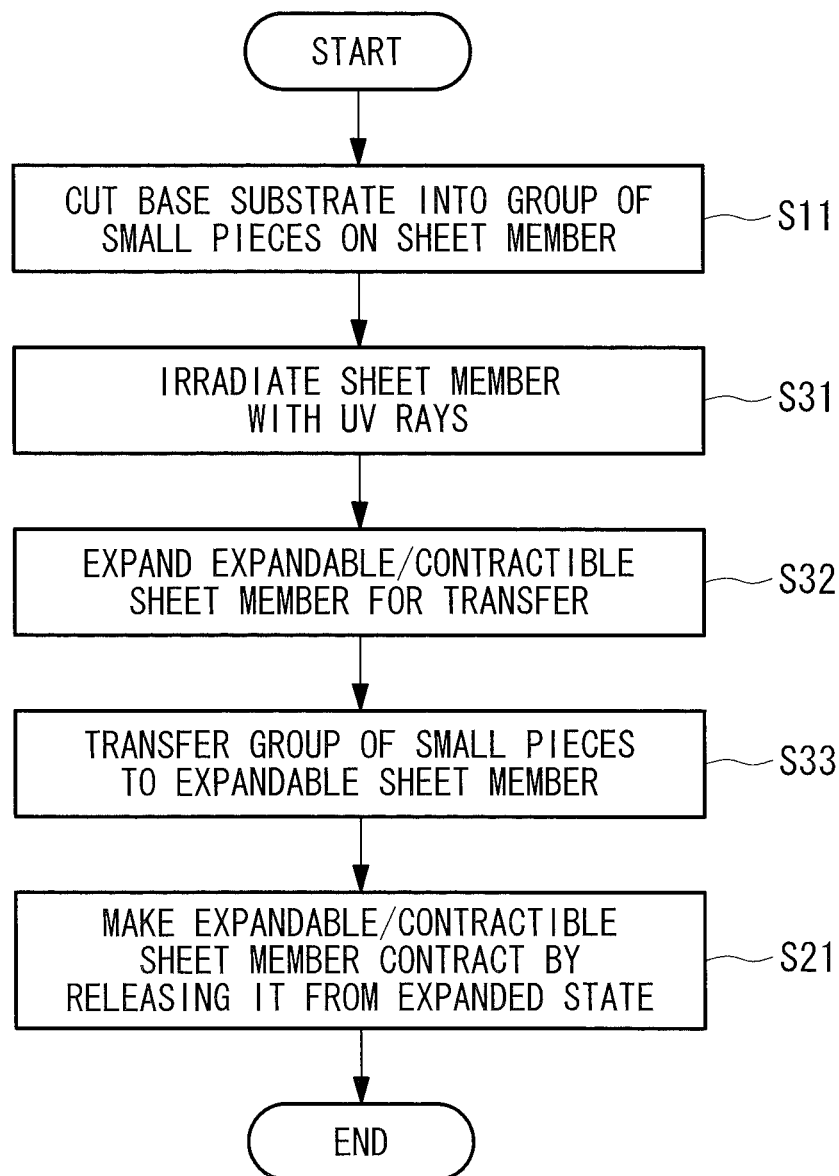 START
CUT BASE SUBSTRATE INTO GROUP OF
SMALL PIECES ON SHEET MEMBER
S11
IRRADIATE SHEET MEMBER
WITH UV RAYS
S31
EXPAND EXPANDABLE/CONTRACTIBLE
SHEET MEMBER FOR TRANSFER
S32
TRANSFER GROUP OF SMALL PIECES
TO EXPANDABLE SHEET MEMBER
S33
MAKE EXPANDABLE/CONTRACTIBLE
SHEET MEMBER CONTRACT BY
RELEASING IT FROM EXPANDED STATE
S21
END